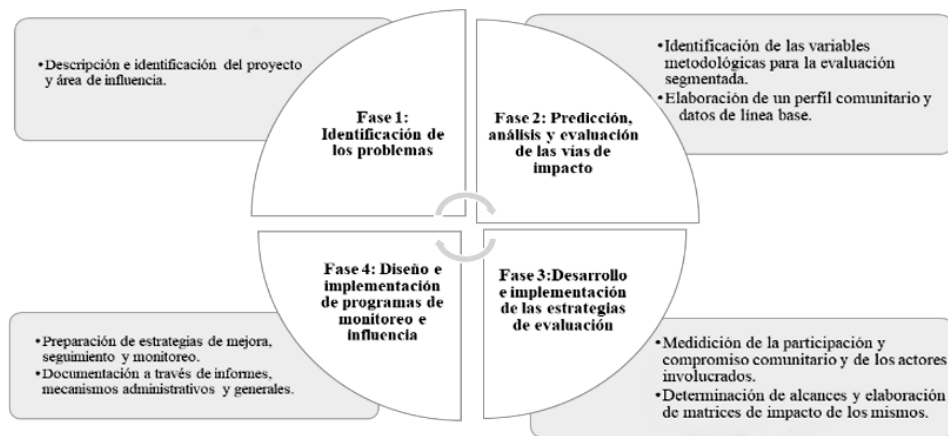 •Descripción e identificación del proyecto
y área de influencia.
Fase 1:
Identificación de
los problemas
Fase 2: Predicción,
análisis y evaluación
de las vías de
impacto
•Identificación de las variables
metodológicas para la evaluación
segmentada.
•Elaboración de un perfil comunitario y
datos de línea base.
Fase 4: Diseño e
implementación
de programas de
monitoreo e
influencia
Fase 3:Desarrollo
e implementación
de las estrategias
de evaluación
•Preparación de estrategias de mejora,
seguimiento y monitoreo.
•Documentación a través de informes,
mecanismos administrativos y generales.
•Medidición de la participación y
compromiso comunitario y de los actores
involucrados.
•Determinación de alcances y elaboración
de matrices de impacto de los mismos.